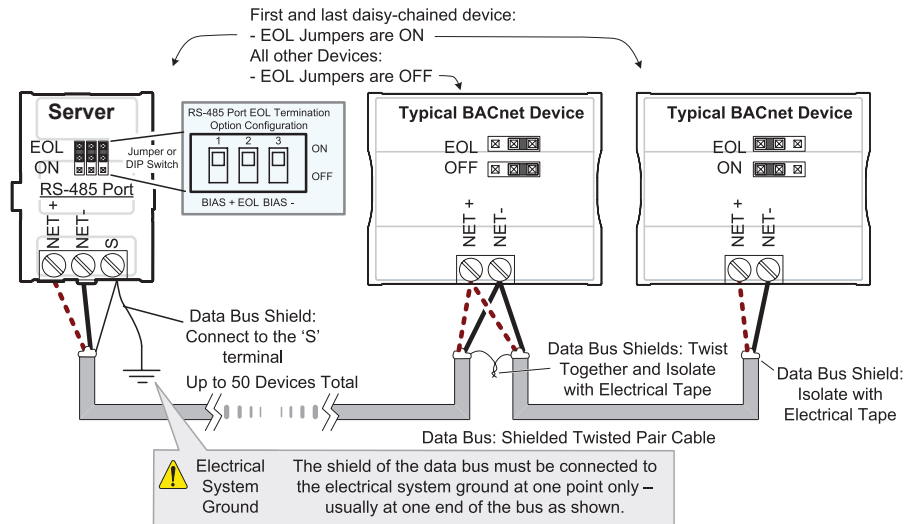 First and last daisy-chained device:
- EOL Jumpers are ON
All other Devices:
- EOL Jumpers are OFF
Server
EOL
ON
RS-485 Port
NET +
NET-
S
RS-485 Port EOL Termination
Option Configuration
Jumper or
DIP Switch
1 2 3
ON
OFF
BIAS + EOL BIAS -
Typical BACnet Device
EOL
OFF
NET +
NET-
Typical BACnet Device
EOL
ON
NET +
NET-
Data Bus Shield:
Connect to the ‘S’
terminal
Up to 50 Devices Total
Data Bus Shields: Twist
Together and Isolate
with Electrical Tape
Data Bus Shield:
Isolate with
Electrical Tape
Data Bus: Shielded Twisted Pair Cable
Electrical
System
Ground
The shield of the data bus must be connected to
the electrical system ground at one point only –
usually at one end of the bus as shown.